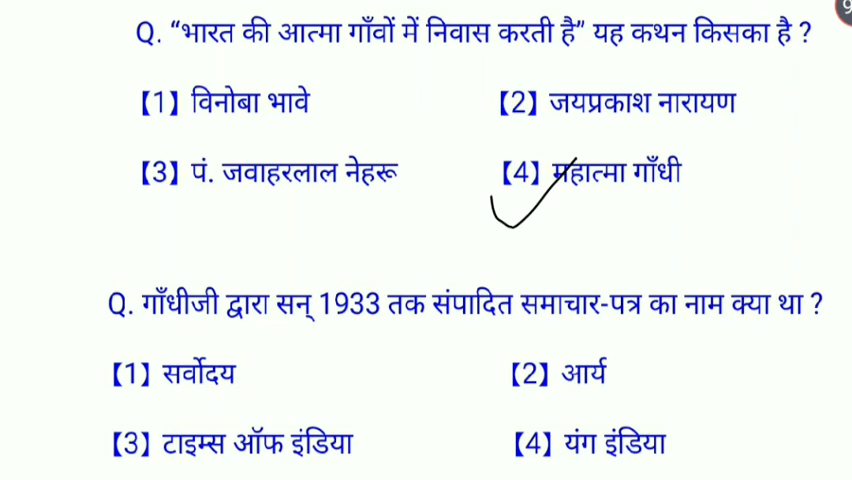 Q. “भारत की आत्मा गाँवों में निवास करती है” यह कथन किसका है ?
【1】 विनोबा भावे 【2】 जयप्रकाश नारायण
【3】 पं. जवाहरलाल नेहरू 【4】 महात्मा गाँधी
Q. गाँधीजी द्वारा सन् 1933 तक संपादित समाचार-पत्र का नाम क्या था ?
【1】 सर्वोदय 【2】 आर्य
【3】 टाइम्स ऑफ इंडिया 【4】 यंग इंडिया